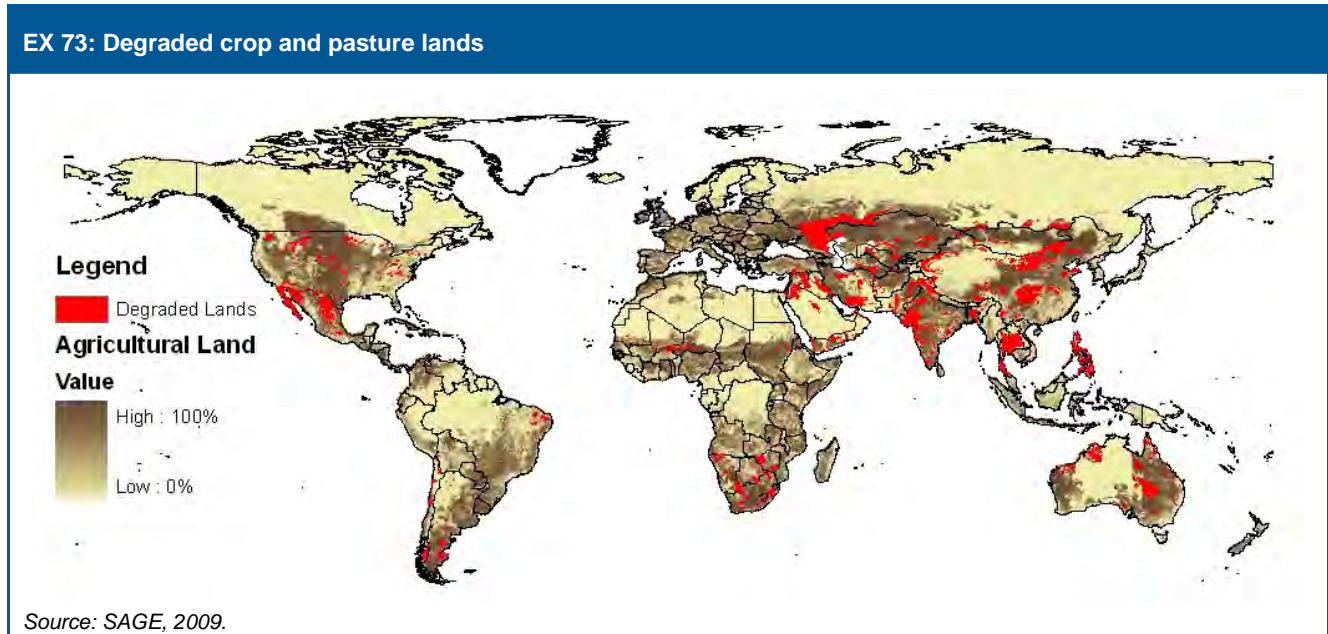 EX 73: Degraded crop and pasture lands
Legend
Degraded Lands
Agricultural Land
Value
High : 100%
Low : 0%
Source: SAGE, 2009.